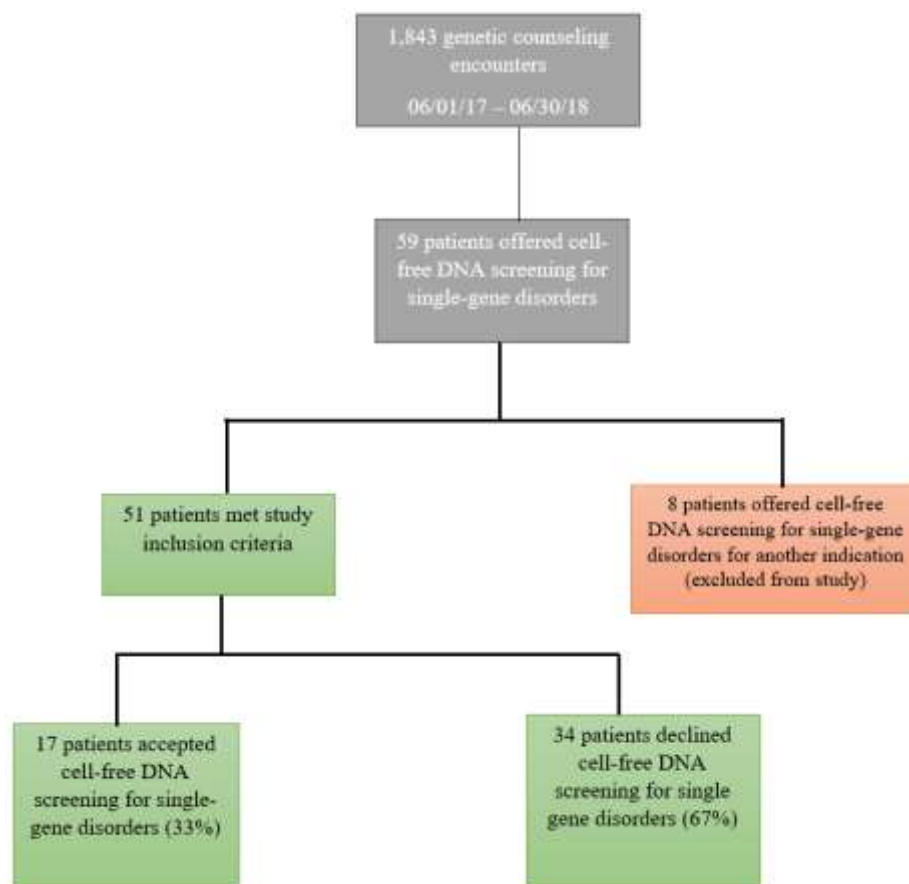 1,843 genetic counseling
encounters
06/01/17 – 06/30/18
59 patients offered cell-
free DNA screening for
single-gene disorders
51 patients met study
inclusion criteria
8 patients offered cell-free
DNA screening for single-gene
disorders for another indication
(excluded from study)
17 patients accepted
cell-free DNA
screening for single-
gene disorders (33%)
34 patients declined
cell-free DNA
screening for single
gene disorders (67%)